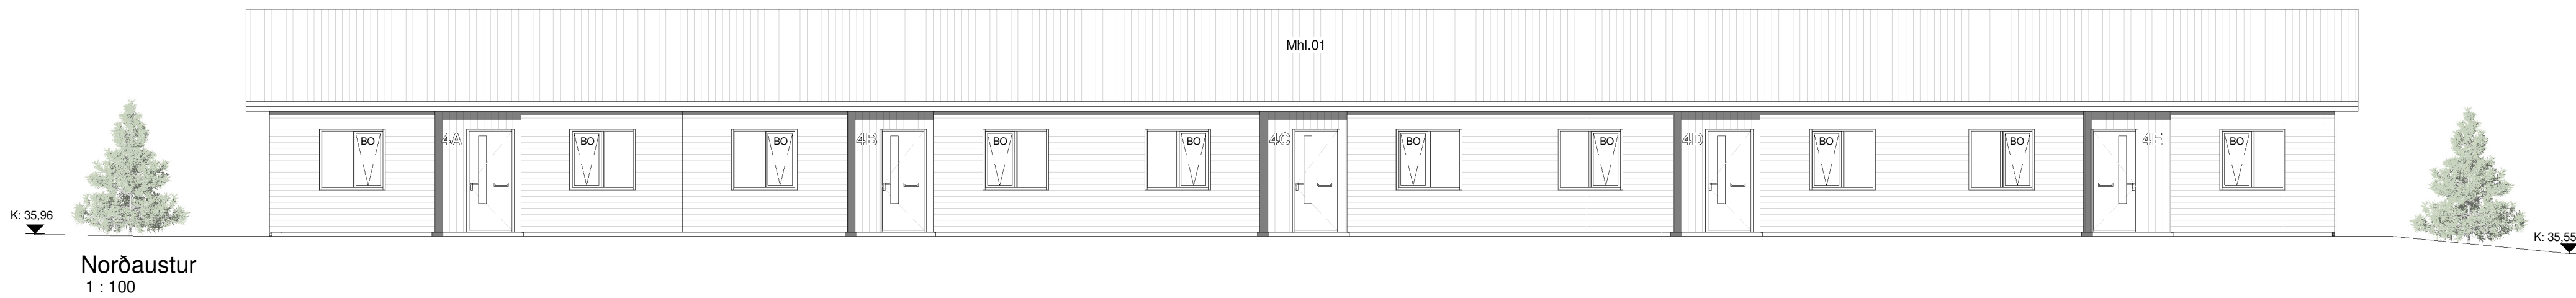 Mhl.01
BO 4A BO BO 4B BO BO 4C BO BO 4D BO BO 4E BO
K: 35,96
K: 35,55
Norðaustur
1 : 100